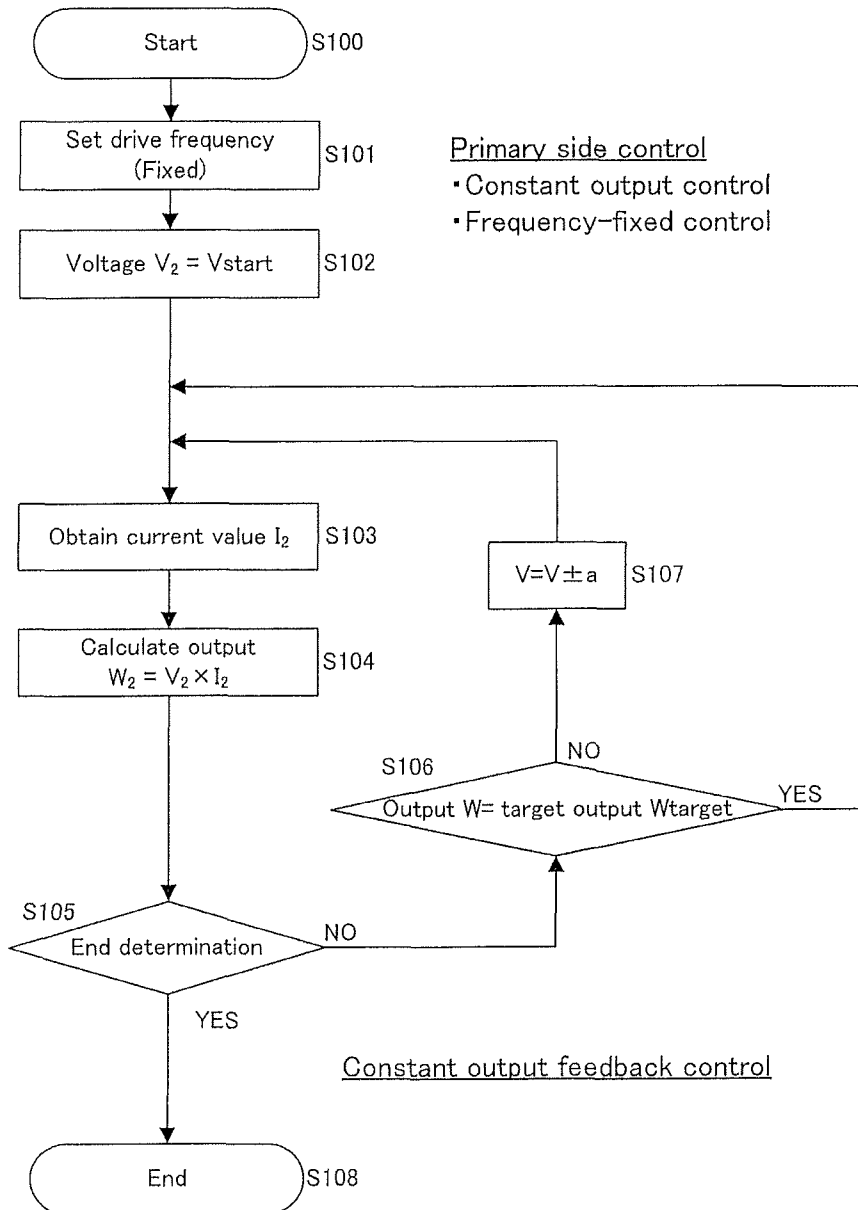 Start
S100
Set drive frequency
(Fixed)
S101
Primary side control
・Constant output control
・Frequency-fixed control
Voltage V₂ = Vstart
S102
Obtain current value I₂
S103
V=V±a
S107
Calculate output
W₂ = V₂×I₂
S104
S106
NO
Output W= target output Wtarget
YES
S105
End determination
NO
YES
Constant output feedback control
End
S108